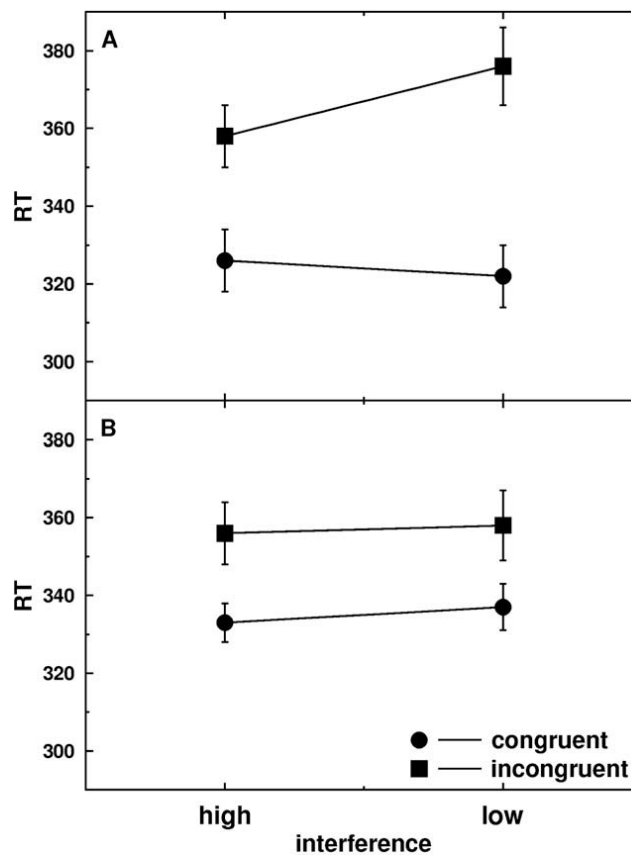 A
380
360
RT
340
320
300
B
380
360
RT
340
320
300
congruent
incongruent
high low
interference